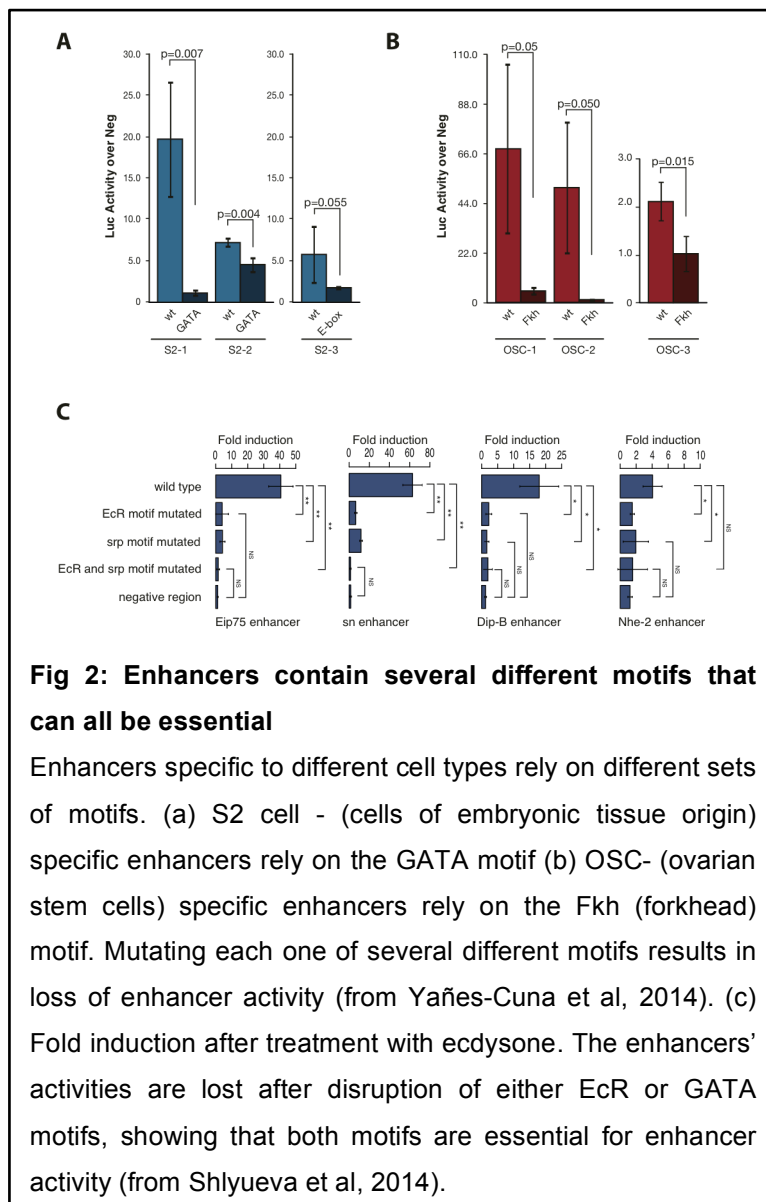 A
B
30.0
25.0
20.0
15.0
10.0
5.0
0
Luc Activity over Neg
p=0.007
p=0.004
wt
GATA
wt
GATA
S2-1
S2-2
30.0
25.0
20.0
15.0
10.0
5.0
0
p=0.055
wt
E-box
S2-3
110.0
88.0
66.0
44.0
22.0
0
Luc Activity over Neg
p=0.05
p=0.050
wt
Fkh
wt
Fkh
OSC-1
OSC-2
3.0
2.0
1.0
0
p=0.015
wt
Fkh
OSC-3
C
Fold induction
0 10 20 30 40 50
Fold induction
0 20 40 60 80
Fold induction
0 5 10 15 20 25
Fold induction
0 2 4 6 8 10
wild type
EcR motif mutated
srp motif mutated
EcR and srp motif mutated
negative region
** ** ** NS NS
** ** ** NS
* * * NS NS NS
* * NS NS NS
Eip75 enhancer
sn enhancer
Dip-B enhancer
Nhe-2 enhancer
Fig 2: Enhancers contain several different motifs that
can all be essential
Enhancers specific to different cell types rely on different sets
of motifs. (a) S2 cell - (cells of embryonic tissue origin)
specific enhancers rely on the GATA motif (b) OSC- (ovarian
stem cells) specific enhancers rely on the Fkh (forkhead)
motif. Mutating each one of several different motifs results in
loss of enhancer activity (from Yañes-Cuna et al, 2014). (c)
Fold induction after treatment with ecdysone. The enhancers’
activities are lost after disruption of either EcR or GATA
motifs, showing that both motifs are essential for enhancer
activity (from Shlyueva et al, 2014).